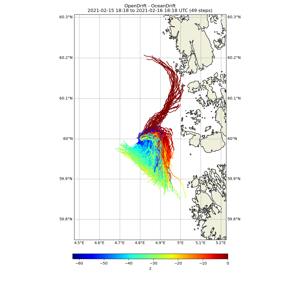 OpenDrift - OceanDrift
2021-02-15 18:18 to 2021-02-16 18:18 UTC (49 steps)
60.3°N 60.3°N
60.2°N 60.2°N
60.1°N 60.1°N
60°N 60°N
59.9°N 59.9°N
59.8°N 59.8°N
4.5°E 4.6°E 4.7°E 4.8°E 4.9°E 5°E 5.1°E 5.2°E
−60 −50 −40 −30 −20 −10 0
z